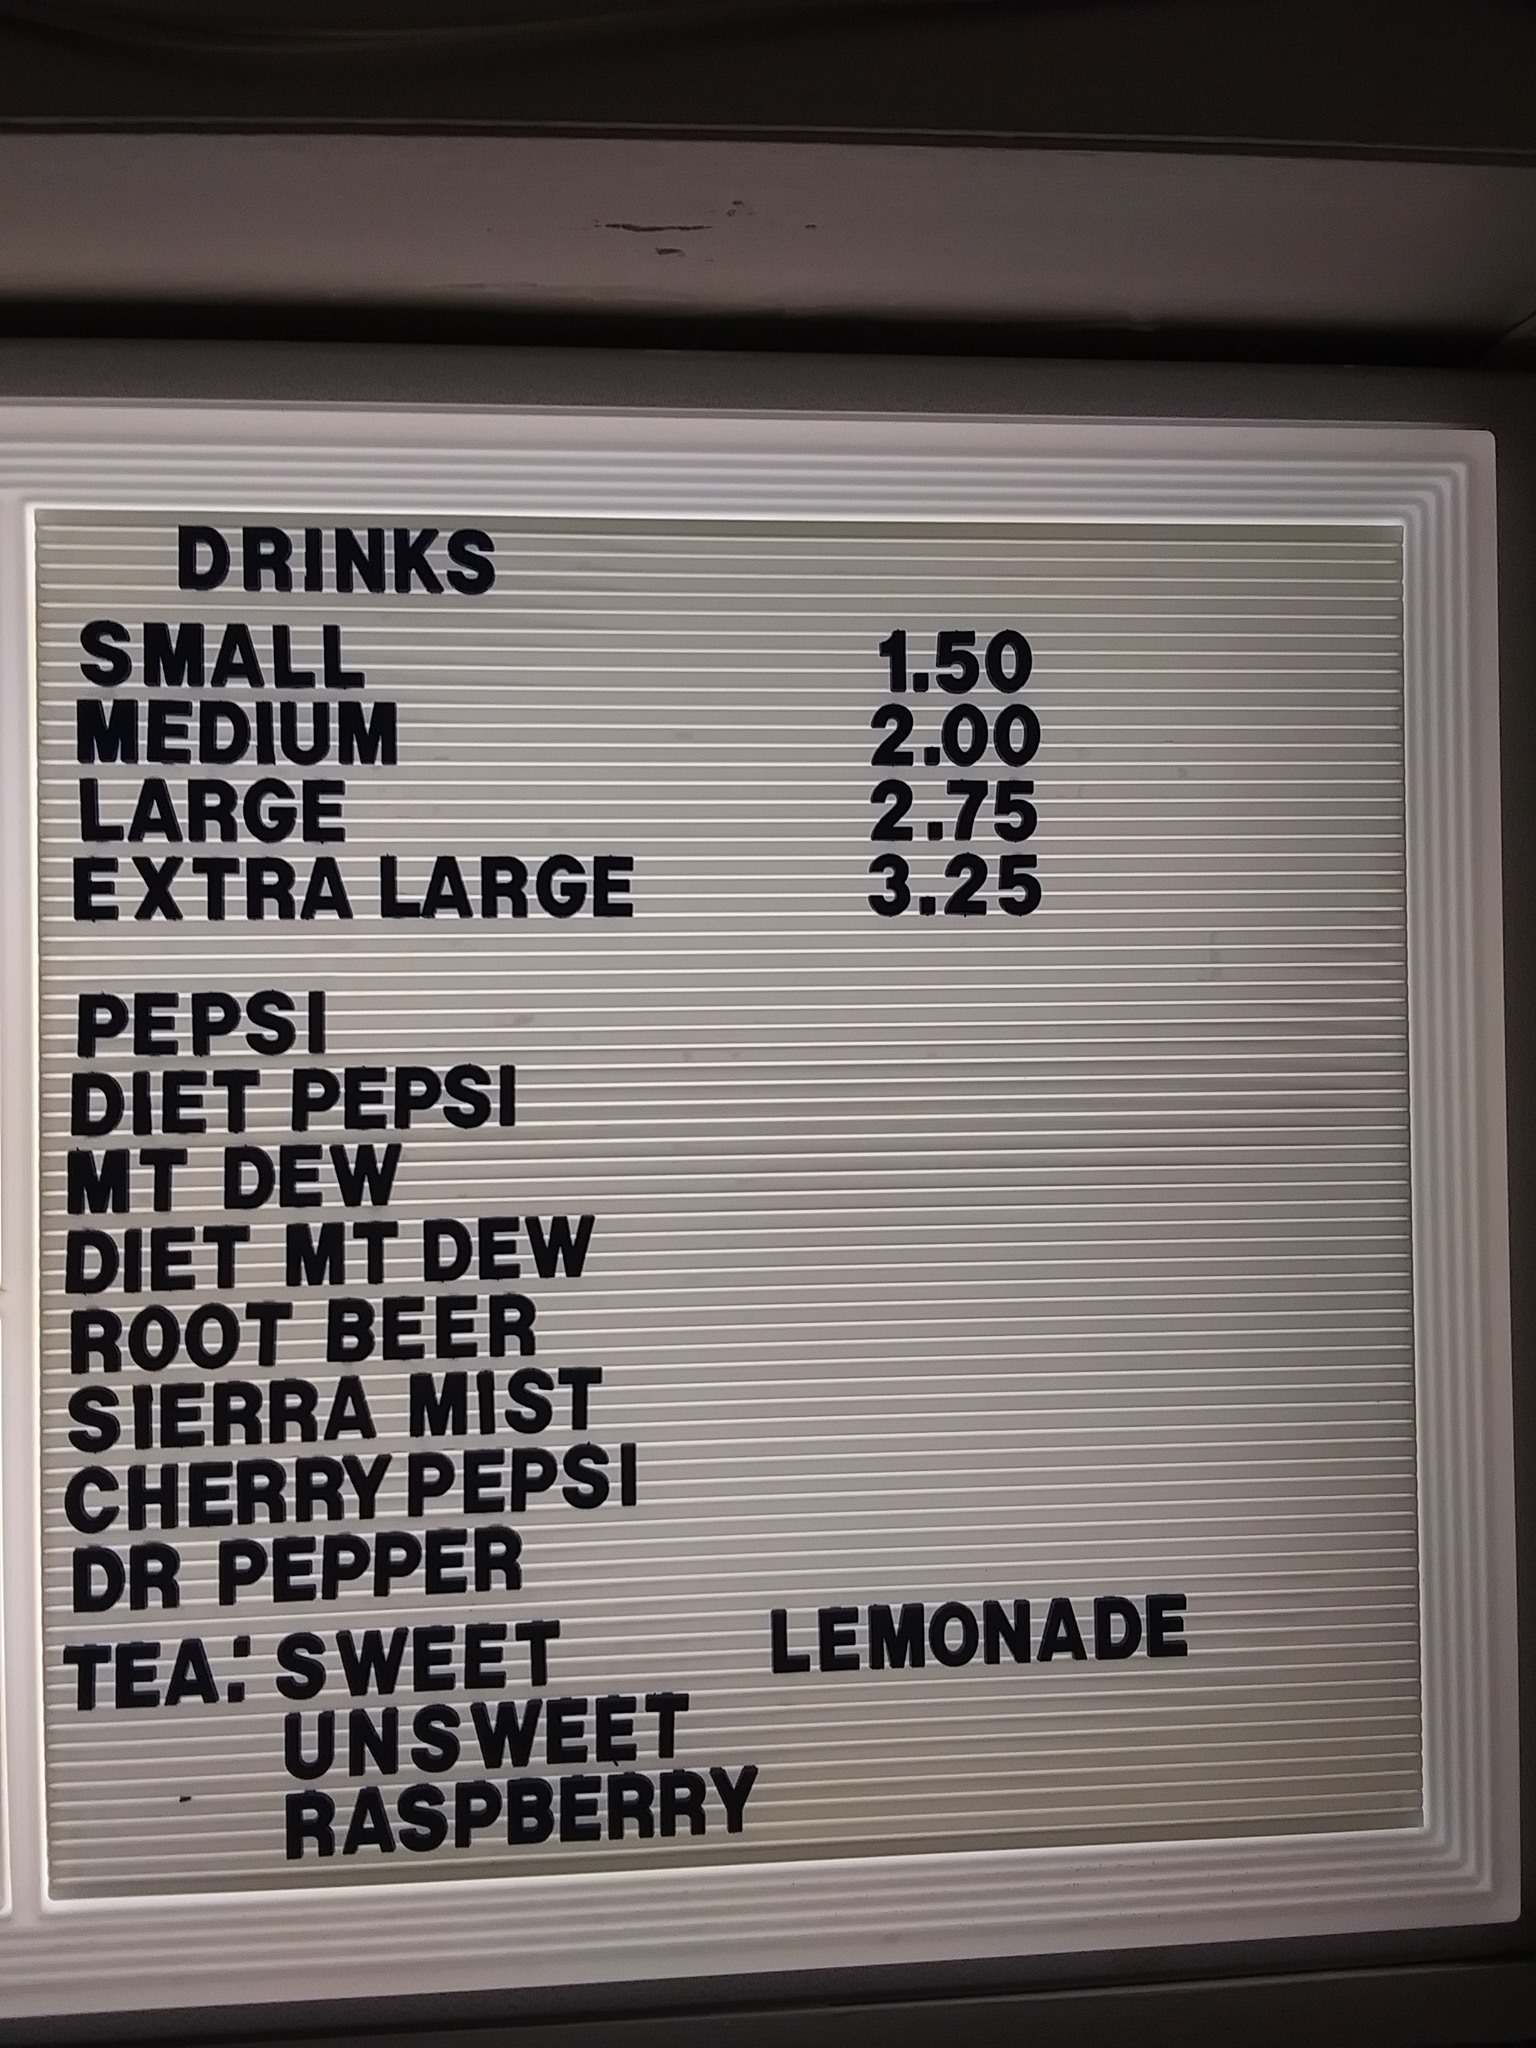 DRINKS
SMALL 1.50
MEDIUM 2.00
LARGE 2.75
EXTRA LARGE 3.25
PEPSI
DIET PEPSI
MT DEW
DIET MT DEW
ROOT BEER
SIERRA MIST
CHERRY PEPSI
DR PEPPER
TEA: SWEET LEMONADE
UNSWEET
RASPBERRY